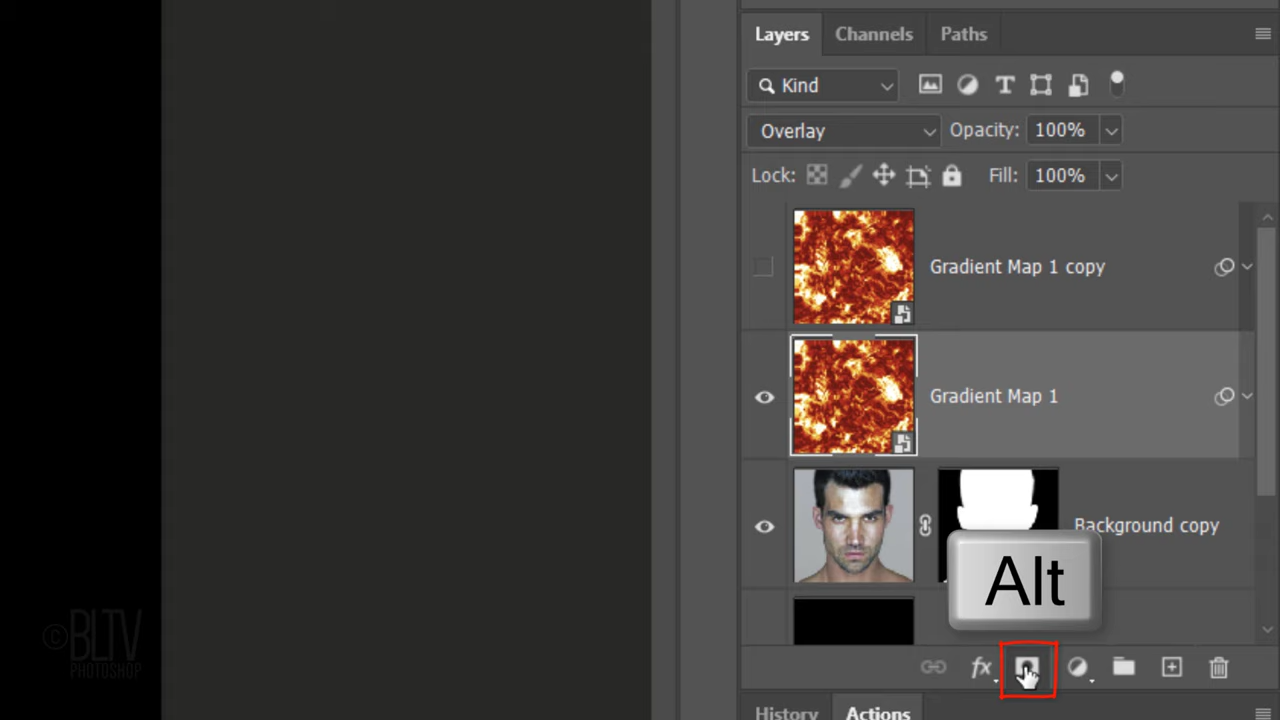 Layers Channels Paths
Kind
Overlay Opacity: 100%
Lock: Fill: 100%
Gradient Map 1 copy
Gradient Map 1
Background copy
Alt
©BLTV
PHOTOSHOP
fx
History Actions